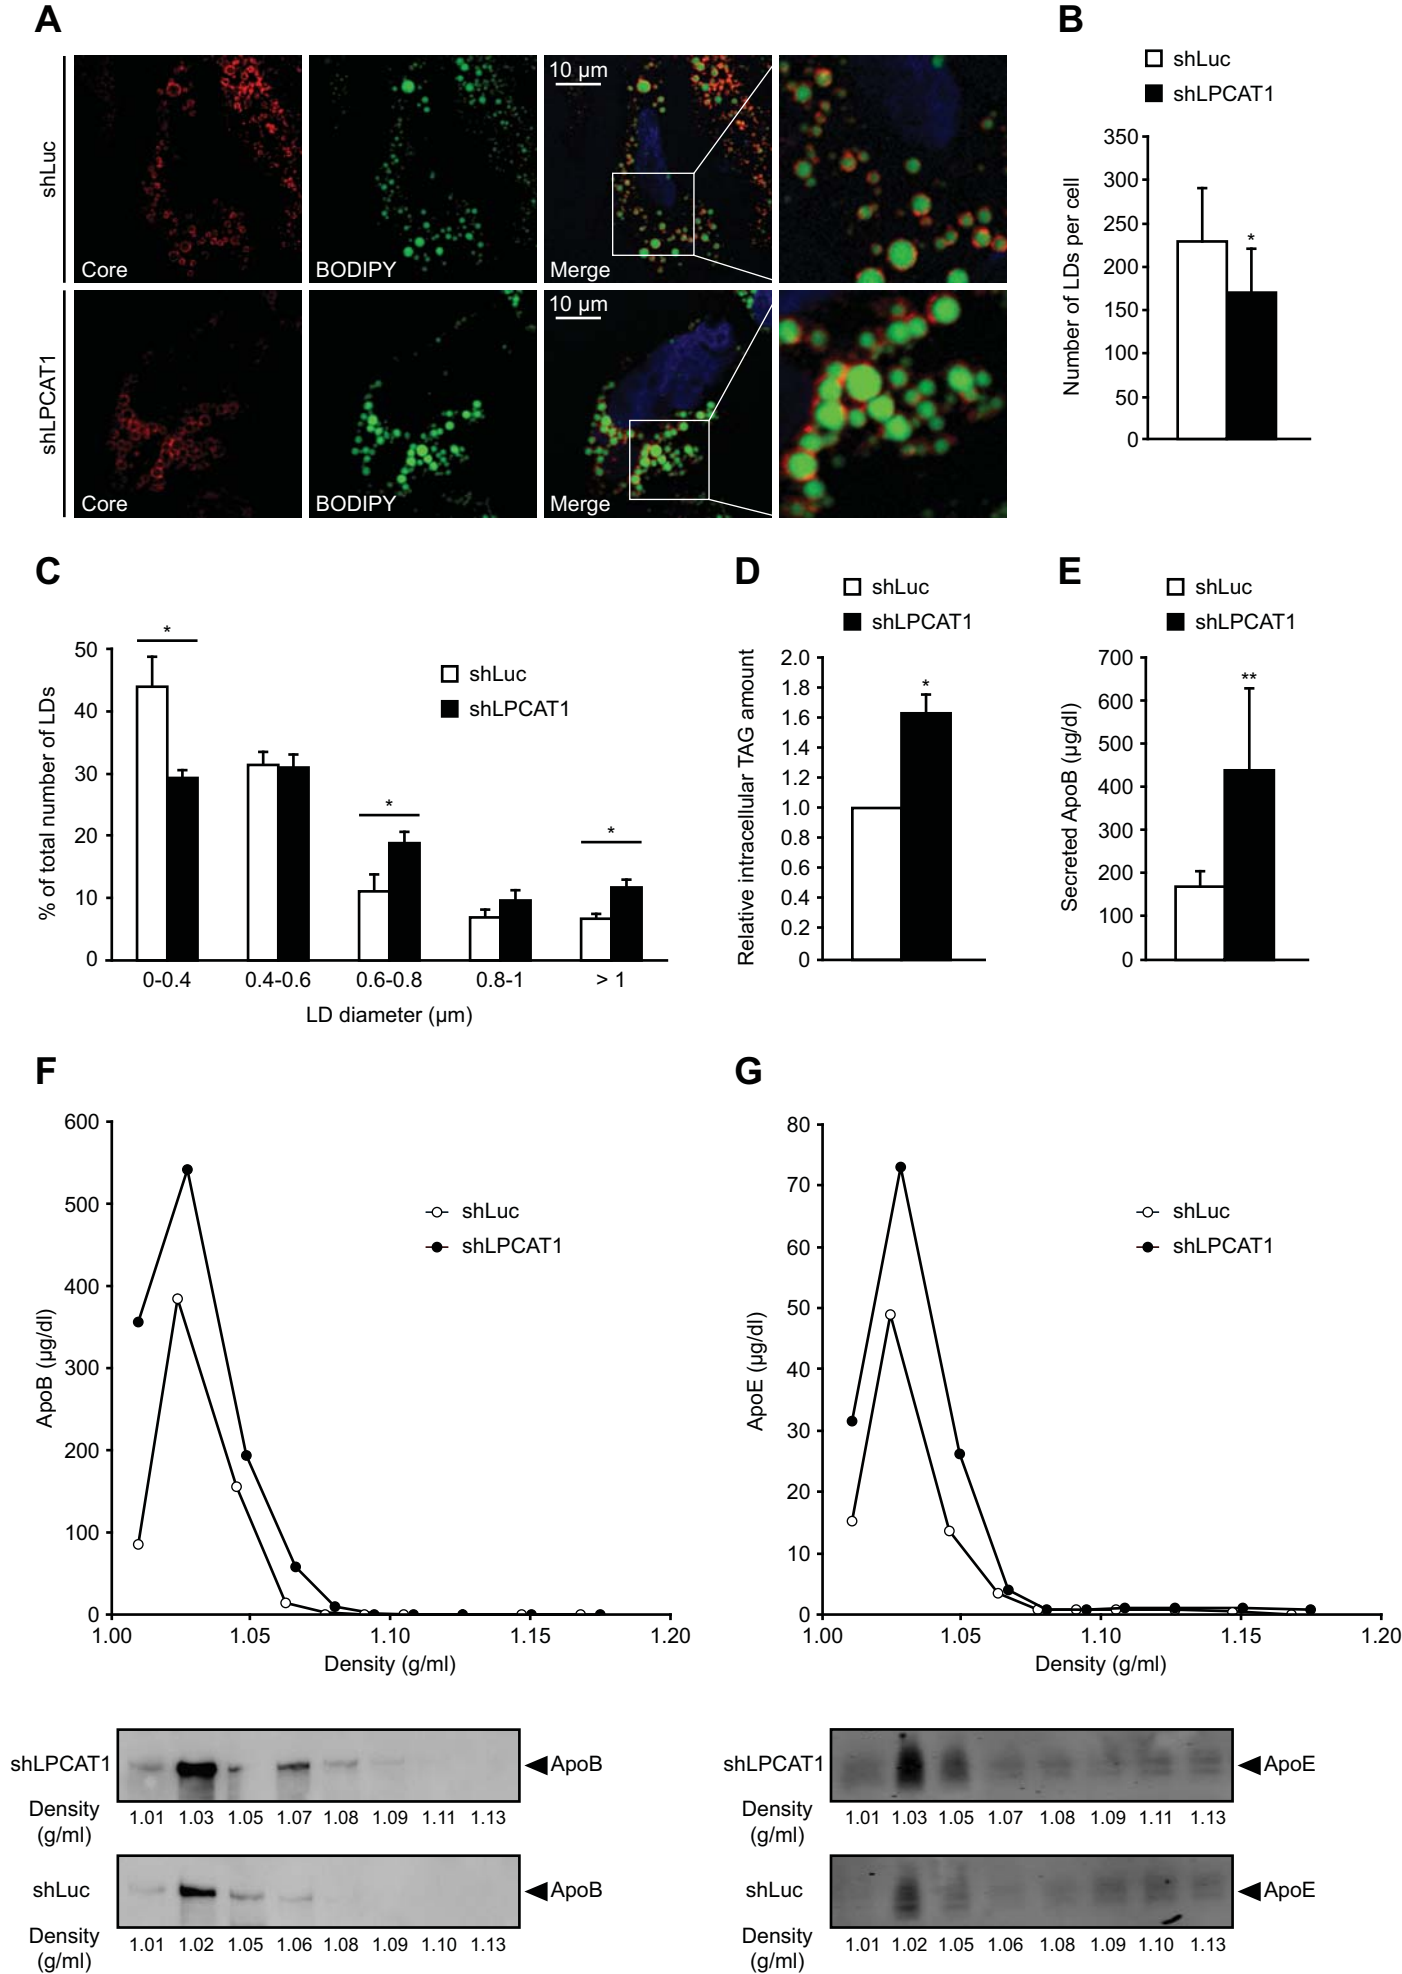 A
shLuc
Core
BODIPY
10 µm
Merge
shLPCAT1
Core
BODIPY
10 µm
Merge
B
shLuc
shLPCAT1
Number of LDs per cell
350
300
250
200
150
100
50
0
*
C
% of total number of LDs
50
40
30
20
10
0
*
*
*
shLuc
shLPCAT1
0-0.4 0.4-0.6 0.6-0.8 0.8-1 > 1
LD diameter (µm)
D
shLuc
shLPCAT1
Relative intracellular TAG amount
2.0
1.8
1.6
1.4
1.2
1.0
0.8
0.6
0.4
0.2
0
*
E
shLuc
shLPCAT1
Secreted ApoB (µg/dl)
700
600
500
400
300
200
100
0
**
F
ApoB (µg/dl)
600
500
400
300
200
100
0
shLuc
shLPCAT1
1.00 1.05 1.10 1.15 1.20
Density (g/ml)
shLPCAT1
ApoB
Density
(g/ml)
1.01 1.03 1.05 1.07 1.08 1.09 1.11 1.13
shLuc
ApoB
Density
(g/ml)
1.01 1.02 1.05 1.06 1.08 1.09 1.10 1.13
G
ApoE (µg/dl)
80
70
60
50
40
30
20
10
0
shLuc
shLPCAT1
1.00 1.05 1.10 1.15 1.20
Density (g/ml)
shLPCAT1
ApoE
Density
(g/ml)
1.01 1.03 1.05 1.07 1.08 1.09 1.11 1.13
shLuc
ApoE
Density
(g/ml)
1.01 1.02 1.05 1.06 1.08 1.09 1.10 1.13